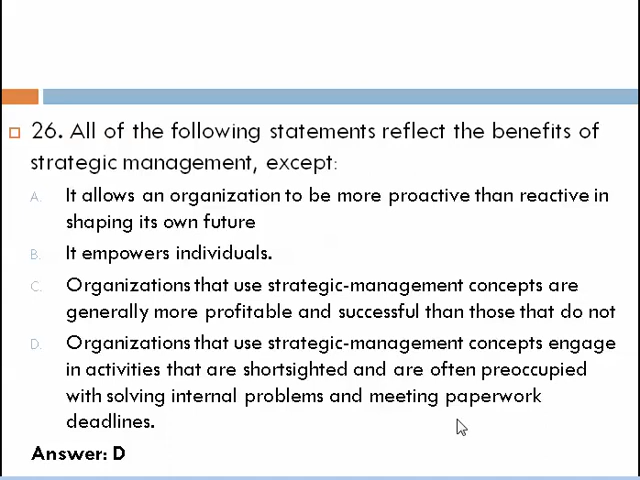 26. All of the following statements reflect the benefits of
strategic management, except:
A. It allows an organization to be more proactive than reactive in
shaping its own future
B. It empowers individuals.
C. Organizations that use strategic-management concepts are
generally more profitable and successful than those that do not
D. Organizations that use strategic-management concepts engage
in activities that are shortsighted and are often preoccupied
with solving internal problems and meeting paperwork
deadlines.
Answer: D